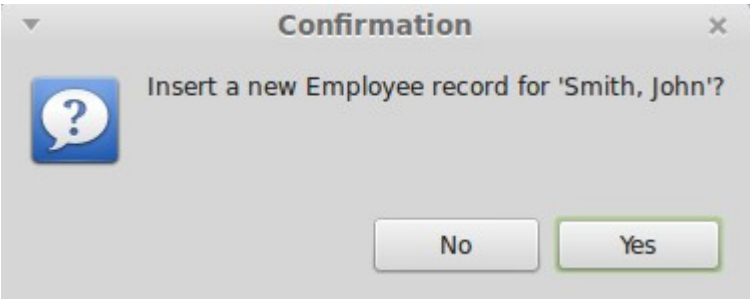 Confirmation
Insert a new Employee record for 'Smith, John'?
?
No
Yes